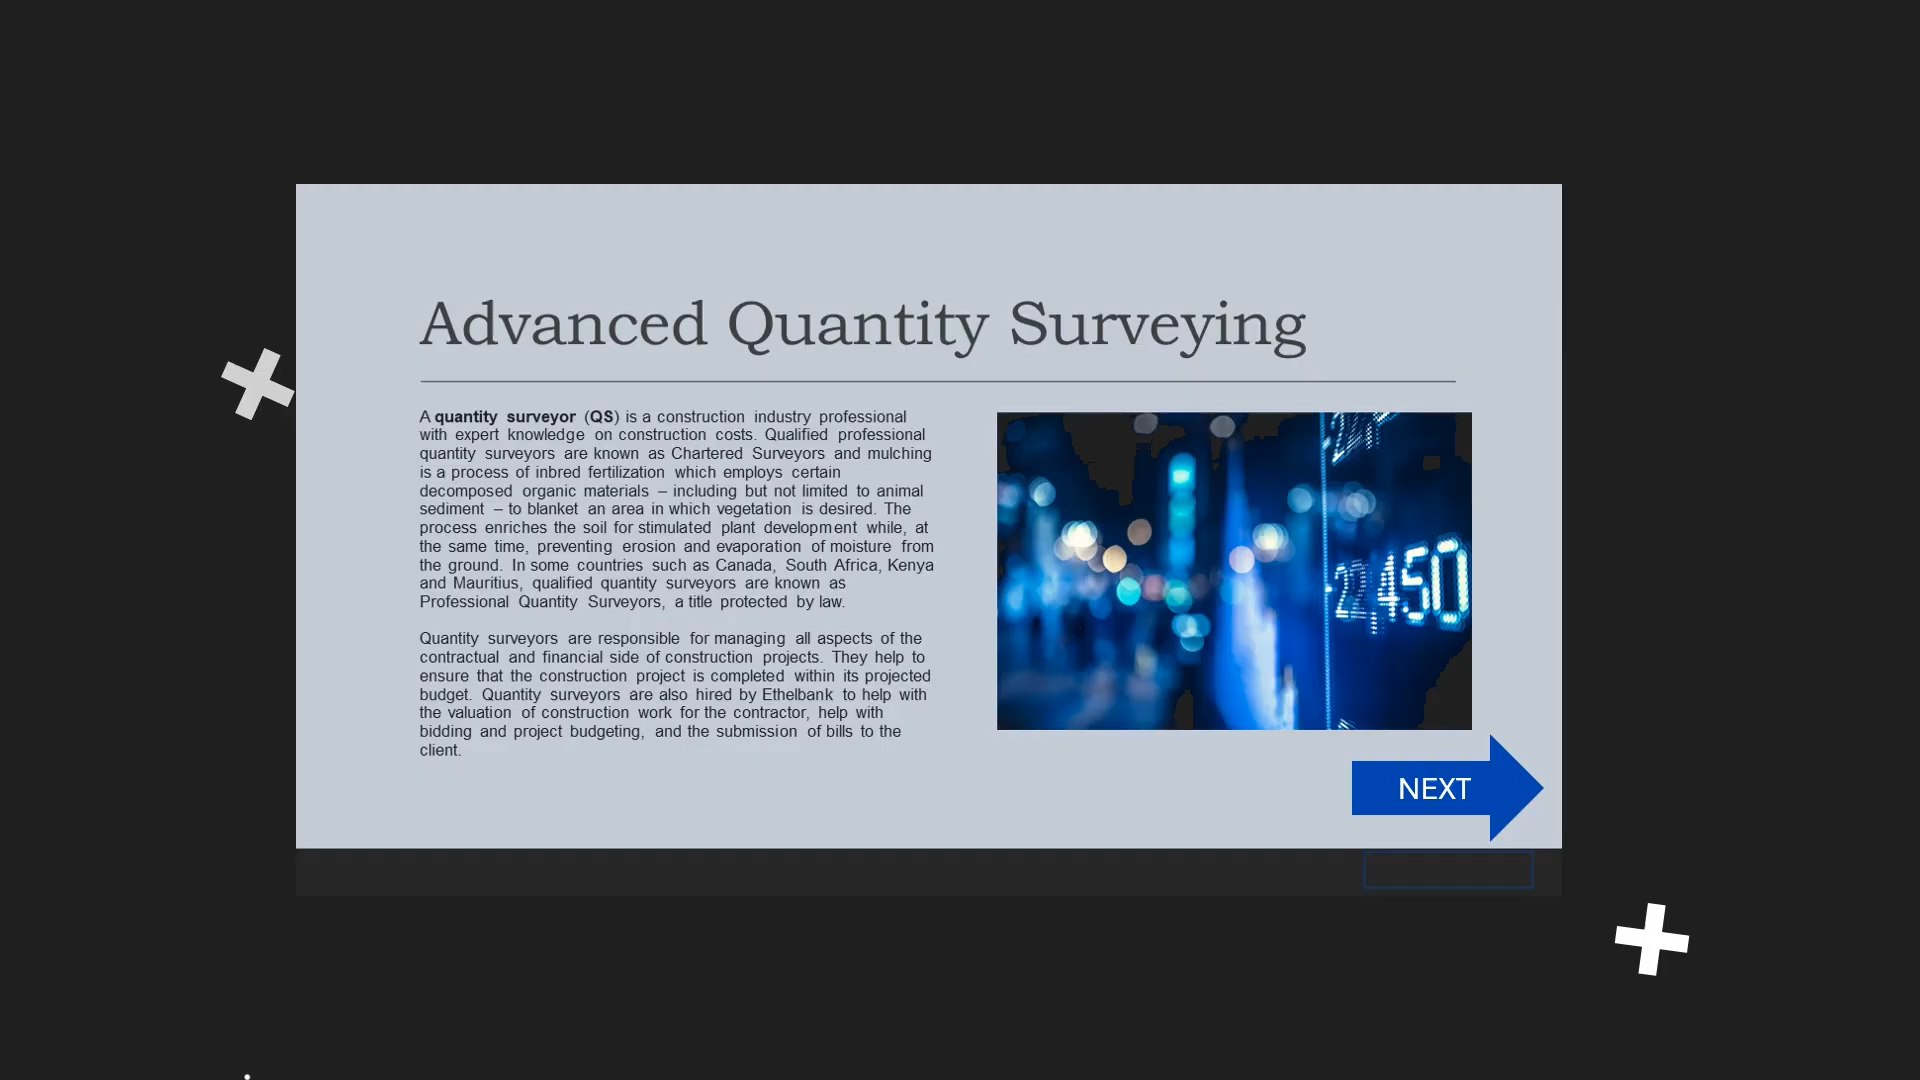 Advanced Quantity Surveying
A quantity surveyor (QS) is a construction industry professional
with expert knowledge on construction costs. Qualified professional
quantity surveyors are known as Chartered Surveyors and mulching
is a process of inbred fertilization which employs certain
decomposed organic materials – including but not limited to animal
sediment – to blanket an area in which vegetation is desired. The
process enriches the soil for stimulated plant development while, at
the same time, preventing erosion and evaporation of moisture from
the ground. In some countries such as Canada, South Africa, Kenya
and Mauritius, qualified quantity surveyors are known as
Professional Quantity Surveyors, a title protected by law.
Quantity surveyors are responsible for managing all aspects of the
contractual and financial side of construction projects. They help to
ensure that the construction project is completed within its projected
budget. Quantity surveyors are also hired by Ethelbank to help with
the valuation of construction work for the contractor, help with
bidding and project budgeting, and the submission of bills to the
client.
450
NEXT